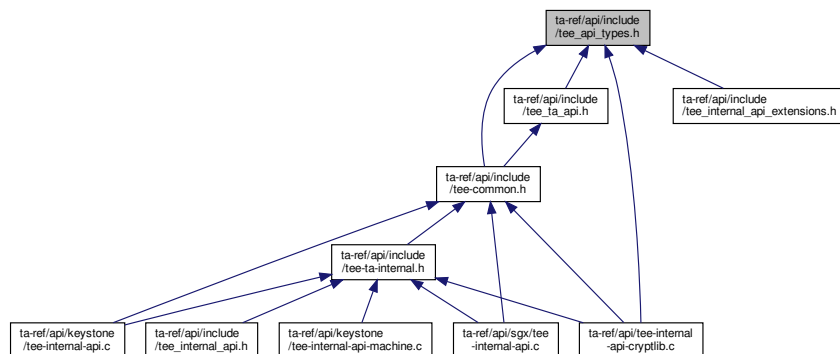 ta-ref/api/include
/tee_api_types.h
ta-ref/api/include
/tee_ta_api.h
ta-ref/api/include
/tee_internal_api_extensions.h
ta-ref/api/include
/tee-common.h
ta-ref/api/include
/tee-ta-internal.h
ta-ref/api/keystone
/tee-internal-api.c
ta-ref/api/include
/tee_internal_api.h
ta-ref/api/keystone
/tee-internal-api-machine.c
ta-ref/api/sgx/tee
-internal-api.c
ta-ref/api/tee-internal
-api-cryptlib.c